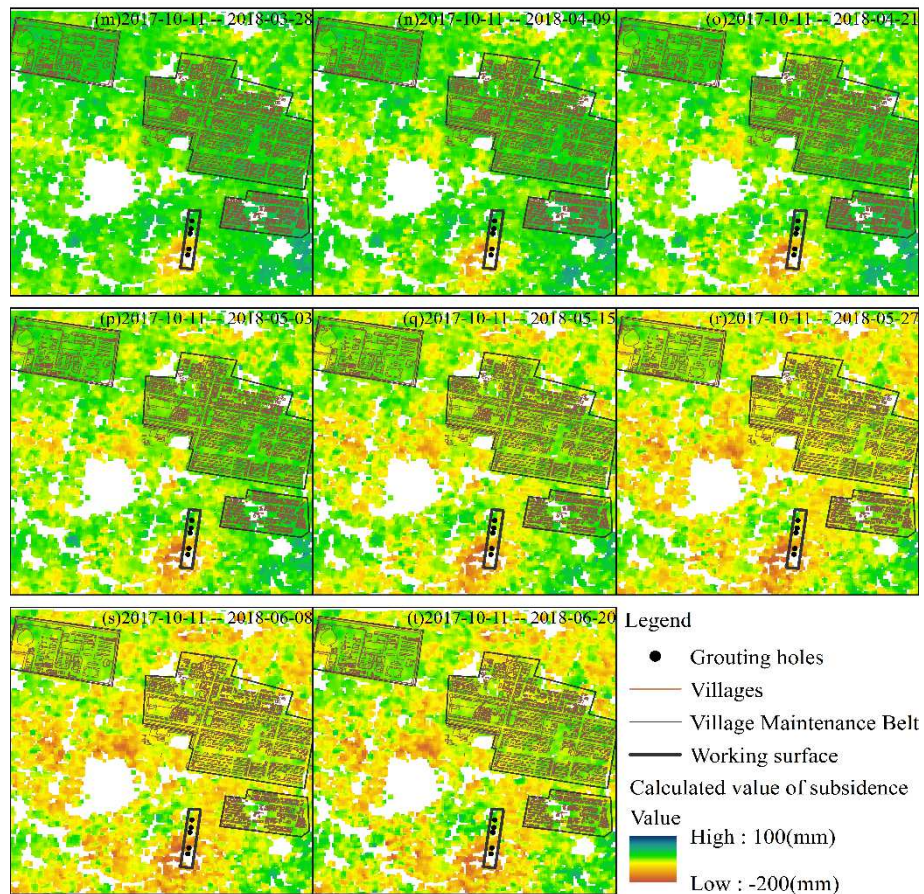 (m)2017-10-11 -- 2018-03-28
(n)2017-10-11 -- 2018-04-09
(o)2017-10-11 -- 2018-04-21
(p)2017-10-11 -- 2018-05-03
(q)2017-10-11 -- 2018-05-15
(r)2017-10-11 -- 2018-05-27
(s)2017-10-11 -- 2018-06-08
(t)2017-10-11 -- 2018-06-20
Legend
Grouting holes
Villages
Village Maintenance Belt
Working surface
Calculated value of subsidence
Value
High : 100(mm)
Low : -200(mm)